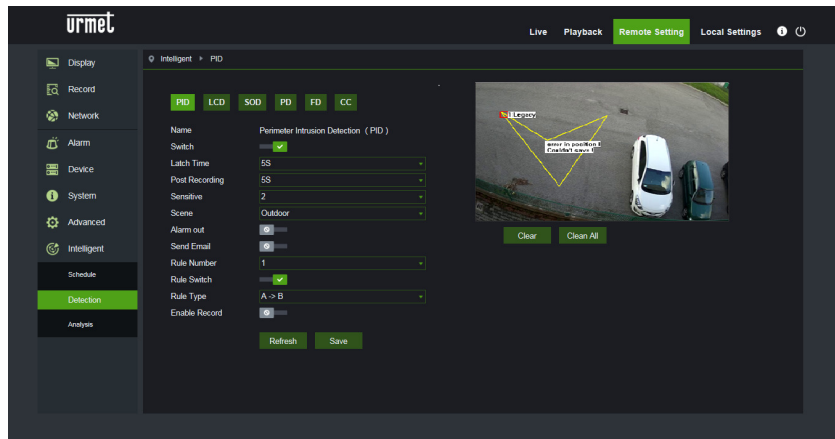 urmet
Live Playback Remote Setting Local Settings
Display
Record
Network
Alarm
Device
System
Advanced
Intelligent
Schedule
Detection
Analysis
Intelligent PID
PID LCD SOD PD FD CC
Name Perimeter Intrusion Detection ( PID )
Switch
Latch Time 5S
Post Recording 5S
Sensitive 2
Scene Outdoor
Alarm out
Send Email
Rule Number 1
Rule Switch
Rule Type A -> B
Enable Record
Refresh Save
Legacy
error in position !
Couldn't save !
Clear Clean All